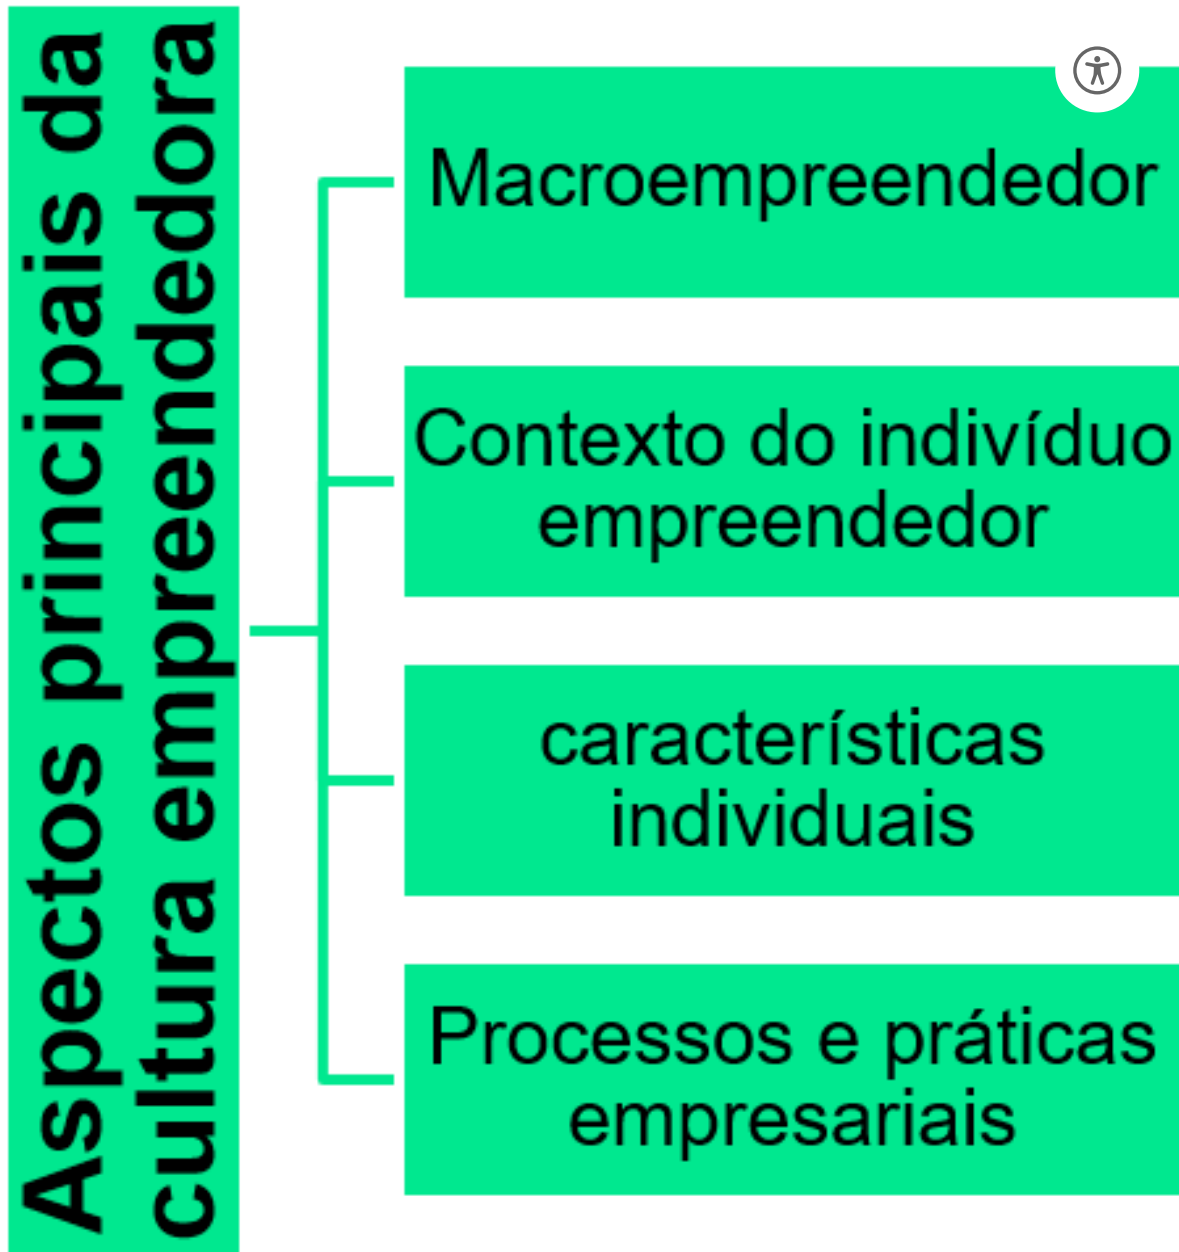 Aspectos principais da
cultura empreendedora
Macroempreendedor
Contexto do indivíduo
empreendedor
características
individuais
Processos e práticas
empresariais